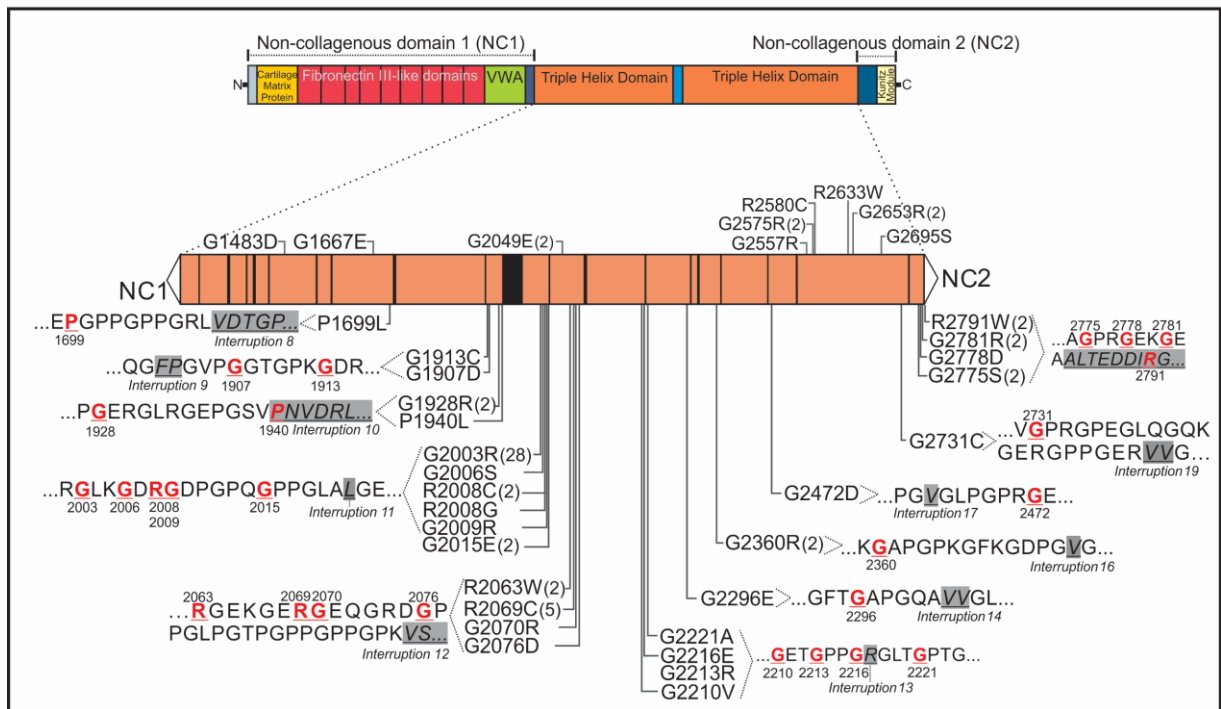 Non-collagenous domain 1 (NC1)
Non-collagenous domain 2 (NC2)
N
Cartilage
Matrix
Protein
Fibronectin III-like domains
VWA
Triple Helix Domain
Triple Helix Domain
Kunitz
Module
C
R2633W
R2580C
G2653R(2)
G2575R(2)
G1483D
G1667E
G2049E(2)
G2557R
G2695S
NC1
NC2
...EPGPPGPPGRLVDTGP...
P1699L
1699
Interruption 8
...QGFPGVPGGTGPKGDR...
G1913C
G1907D
Interruption 9
1907
1913
...PGERGLRGEPGSVPNVDRL...
G1928R(2)
P1940L
1928
1940
Interruption 10
G2003R(28)
G2006S
R2008C(2)
R2008G
G2009R
G2015E(2)
...RGLKGDRGDPGPQGPPGLALGE...
2003
2006
2008
2009
2015
Interruption 11
R2063W(2)
R2069C(5)
G2070R
G2076D
2063
2069
2070
2076
...RGEKGERGEQGRDGP
PGLPGTPGPPGPPGPKVS...
Interruption 12
R2791W(2)
G2781R(2)
G2778D
G2775S(2)
2775
2778
2781
...AGPRGEKGE
AALTEDDIRG...
2791
G2731C
2731
...VGPRGPEGLQGQK
GERGPPGERVVG...
Interruption 19
G2472D
...PGVGLPGPRGE...
Interruption 17
2472
G2360R(2)
...KGAPGPKGFKGDPGVG...
2360
Interruption 16
G2296E
...GFTGAPGQAVVGL...
2296
Interruption 14
G2221A
G2216E
G2213R
G2210V
...GETGPPGRGLTGPTG...
2210
2213
2216
2221
Interruption 13